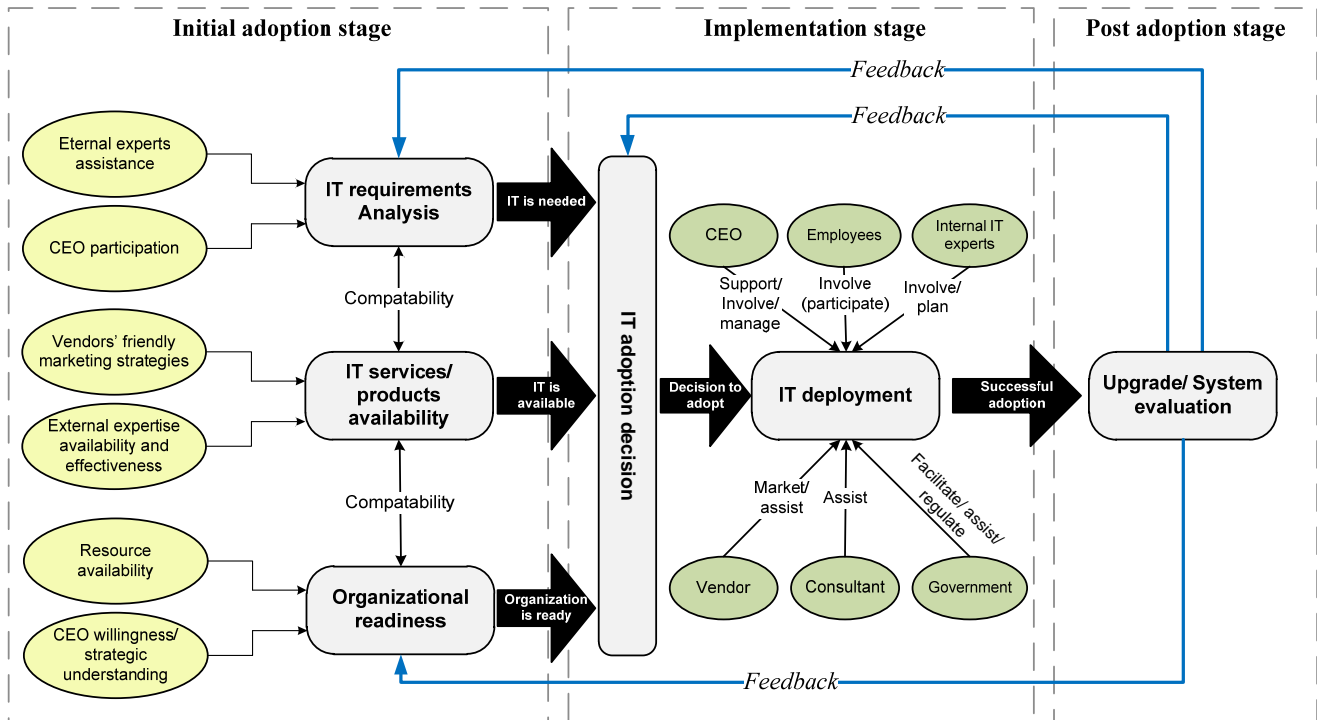 Initial adoption stage
Implementation stage
Post adoption stage
Feedback
Feedback
Eternal experts
assistance
CEO participation
IT requirements
Analysis
IT is needed
Compatability
Vendors' friendly
marketing strategies
External expertise
availability and
effectiveness
IT services/
products
availability
IT is
available
Compatability
Resource
availability
CEO willingness/
strategic
understanding
Organizational
readiness
Organization
is ready
IT adoption decision
Decision to
adopt
CEO
Employees
Internal IT
experts
Support/
Involve/
manage
Involve
(participate)
Involve/
plan
IT deployment
Market/
assist
Assist
Facilitate/ assist/
regulate
Vendor
Consultant
Government
Successful
adoption
Upgrade/ System
evaluation
Feedback